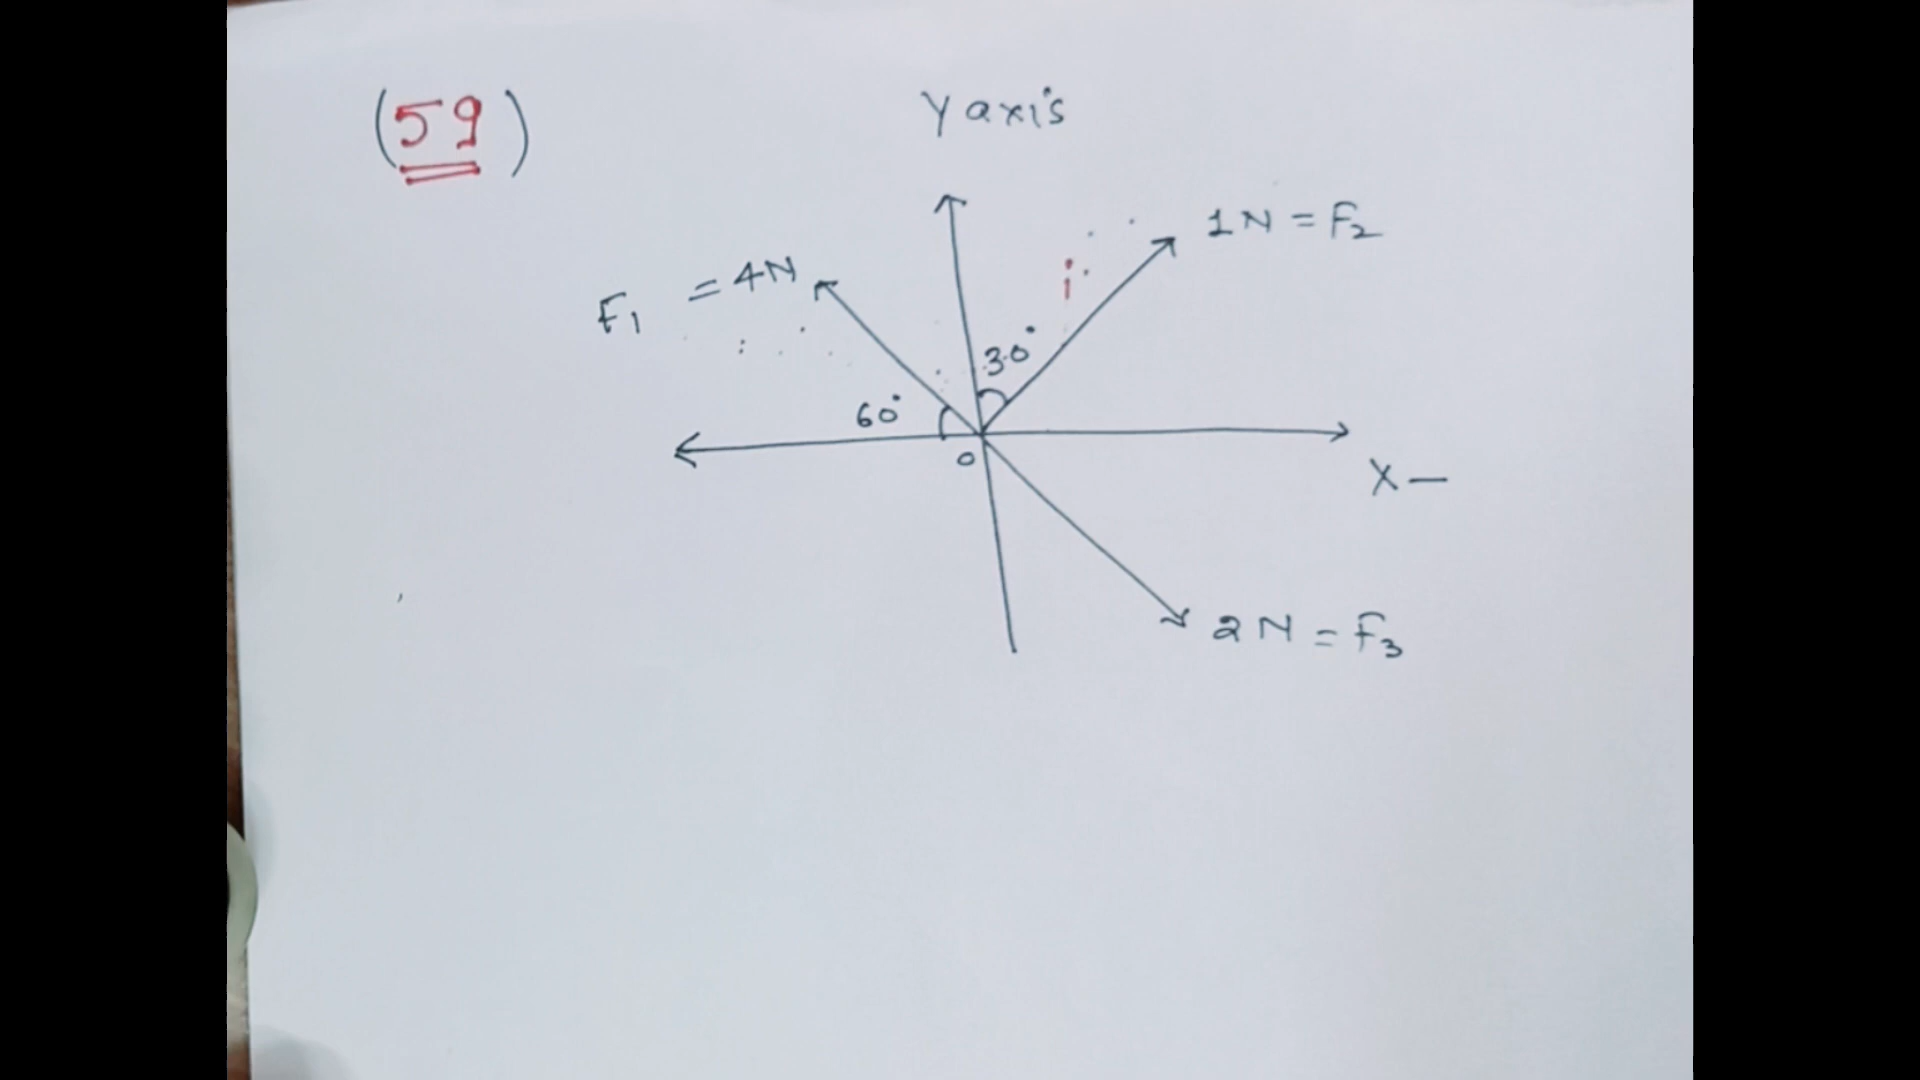 (59)
Y axis
1N = F2
F1 = 4N
30°
60°
0
X —
2N = F3